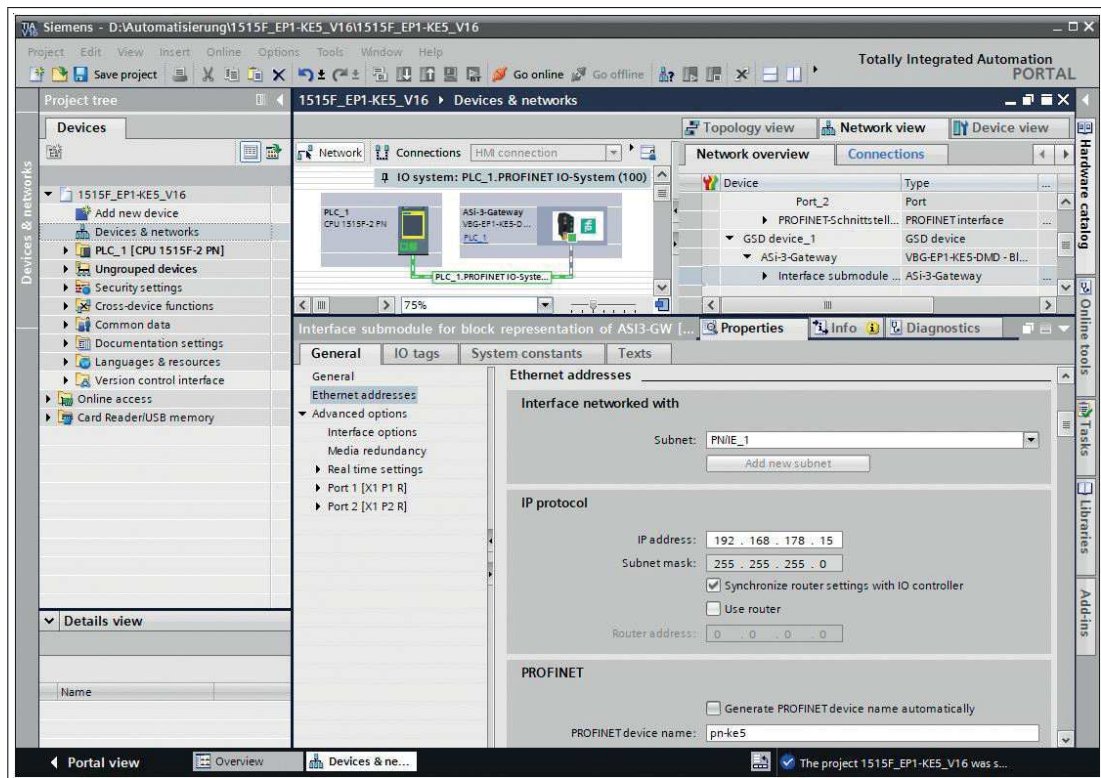 Siemens - D:\Automatisierung\1515F_EP1-KE5_V16\1515F_EP1-KE5_V16
Project Edit View Insert Online Options Tools Window Help
Totally Integrated Automation
PORTAL
Save project
Go online
Go offline
Project tree
1515F_EP1-KE5_V16 ▸ Devices & networks
Devices
Topology view
Network view
Device view
Network
Connections
HMI connection
Network overview
Connections
IO system: PLC_1.PROFINET IO-System (100)
PLC_1
CPU 1515F-2 PN
ASi-3-Gateway
VBG-EP1-KE5-D...
PLC_1
PLC_1.PROFINET IO-Syste...
75%
Device
Type
...
Port_2
Port
PROFINET-Schnittstell...
PROFINET interface
...
GSD device_1
GSD device
ASi-3-Gateway
VBG-EP1-KE5-DMD - Bl...
Interface submodule ...
ASi-3-Gateway
...
1515F_EP1-KE5_V16
Add new device
Devices & networks
PLC_1 [CPU 1515F-2 PN]
Ungrouped devices
Security settings
Cross-device functions
Common data
Documentation settings
Languages & resources
Version control interface
Online access
Card Reader/USB memory
Details view
Name
Devices & networks
Interface submodule for block representation of ASI3-GW [...
Properties
Info
Diagnostics
General
IO tags
System constants
Texts
General
Ethernet addresses
Advanced options
Interface options
Media redundancy
Real time settings
Port 1 [X1 P1 R]
Port 2 [X1 P2 R]
Ethernet addresses
Interface networked with
Subnet: PN/IE_1
Add new subnet
IP protocol
IP address: 192 . 168 . 178 . 15
Subnet mask: 255 . 255 . 255 . 0
Synchronize router settings with IO controller
Use router
Router address: 0 . 0 . 0 . 0
PROFINET
Generate PROFINET device name automatically
PROFINET device name: pn-ke5
Hardware catalog
Online tools
Tasks
Libraries
Add-ins
Portal view
Overview
Devices & ne...
The project 1515F_EP1-KE5_V16 was s...